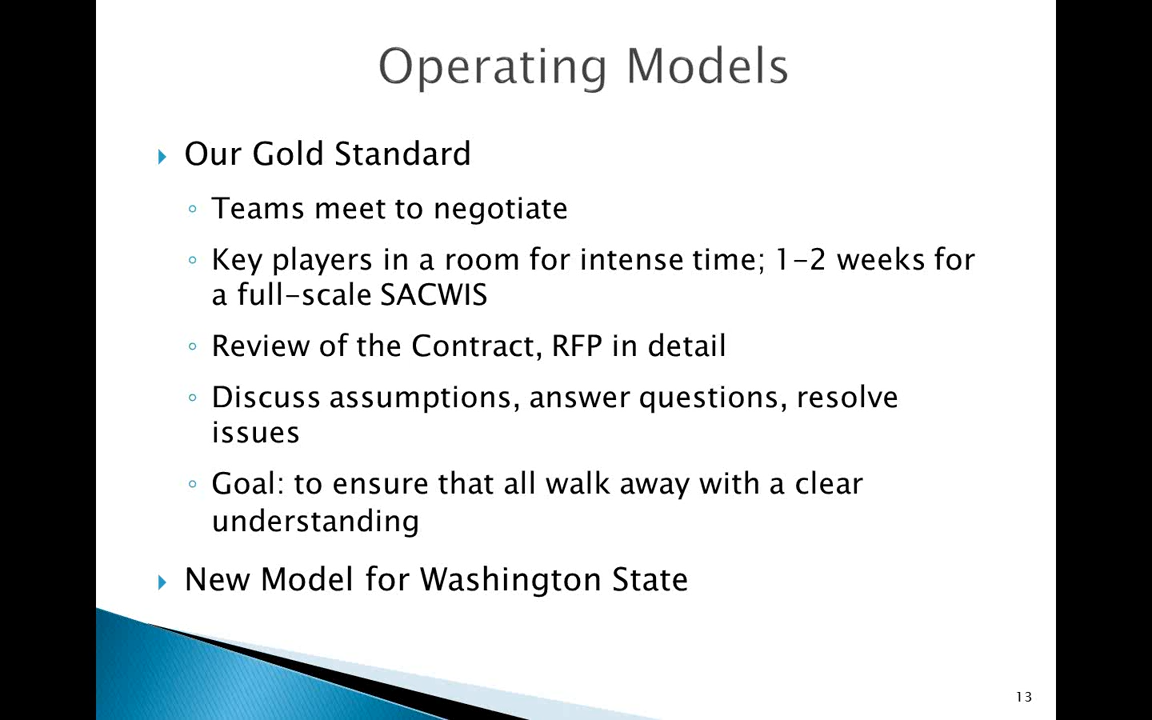 Operating Models
Our Gold Standard
Teams meet to negotiate
Key players in a room for intense time; 1-2 weeks for
a full-scale SACWIS
Review of the Contract, RFP in detail
Discuss assumptions, answer questions, resolve
issues
Goal: to ensure that all walk away with a clear
understanding
New Model for Washington State
13